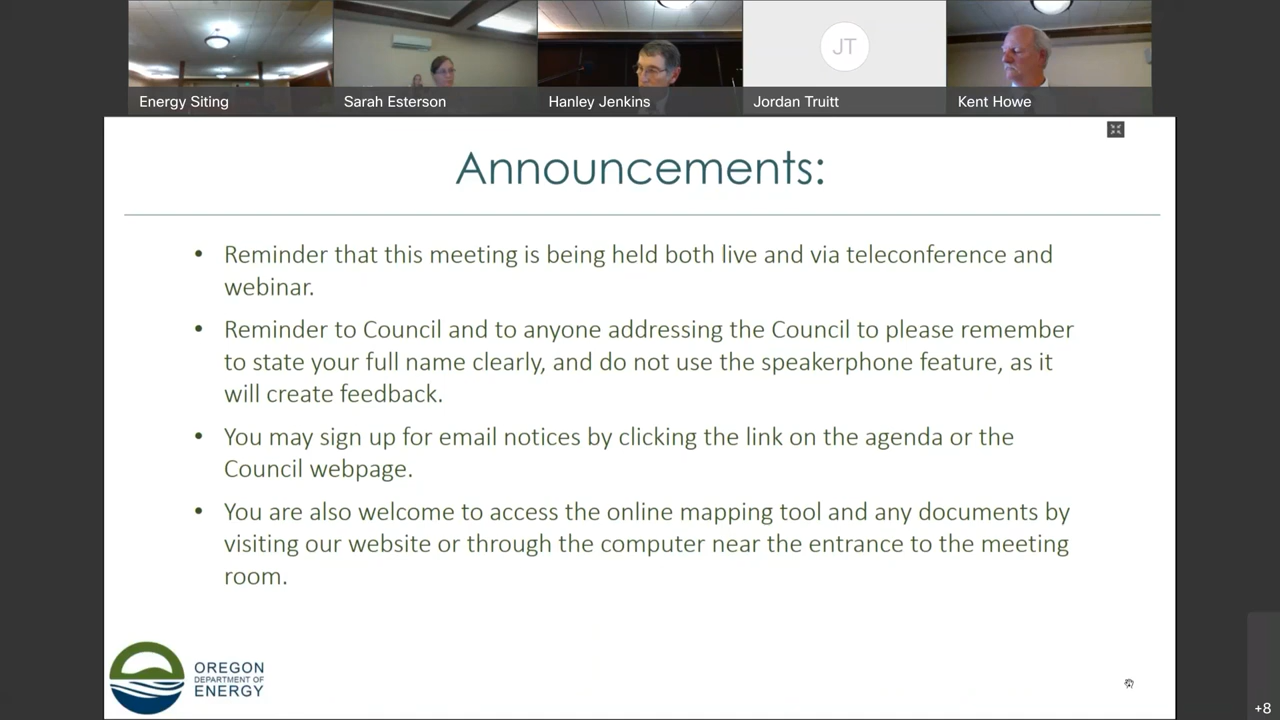 JT
Energy Siting
Sarah Esterson
Hanley Jenkins
Jordan Truitt
Kent Howe
Announcements:
• Reminder that this meeting is being held both live and via teleconference and
webinar.
• Reminder to Council and to anyone addressing the Council to please remember
to state your full name clearly, and do not use the speakerphone feature, as it
will create feedback.
• You may sign up for email notices by clicking the link on the agenda or the
Council webpage.
• You are also welcome to access the online mapping tool and any documents by
visiting our website or through the computer near the entrance to the meeting
room.
OREGON
DEPARTMENT OF
ENERGY
+8